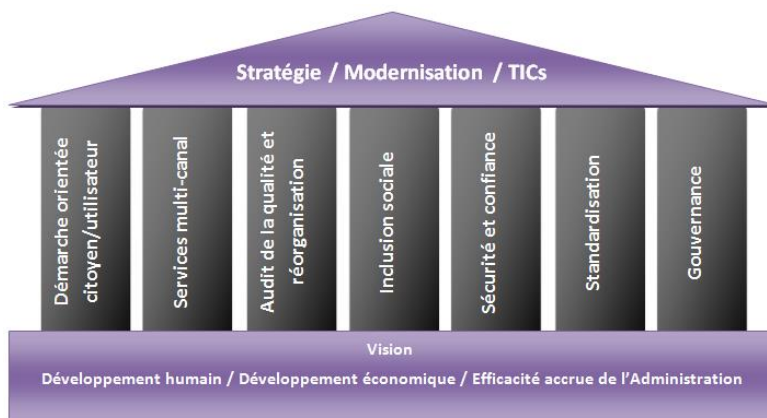 Stratégie / Modernisation / TICs
Démarche orientée
citoyen/utilisateur
Services multi-canal
Audit de la qualité et
réorganisation
Inclusion sociale
Sécurité et confiance
Standardisation
Gouvernance
Vision
Développement humain / Développement économique / Efficacité accrue de l'Administration